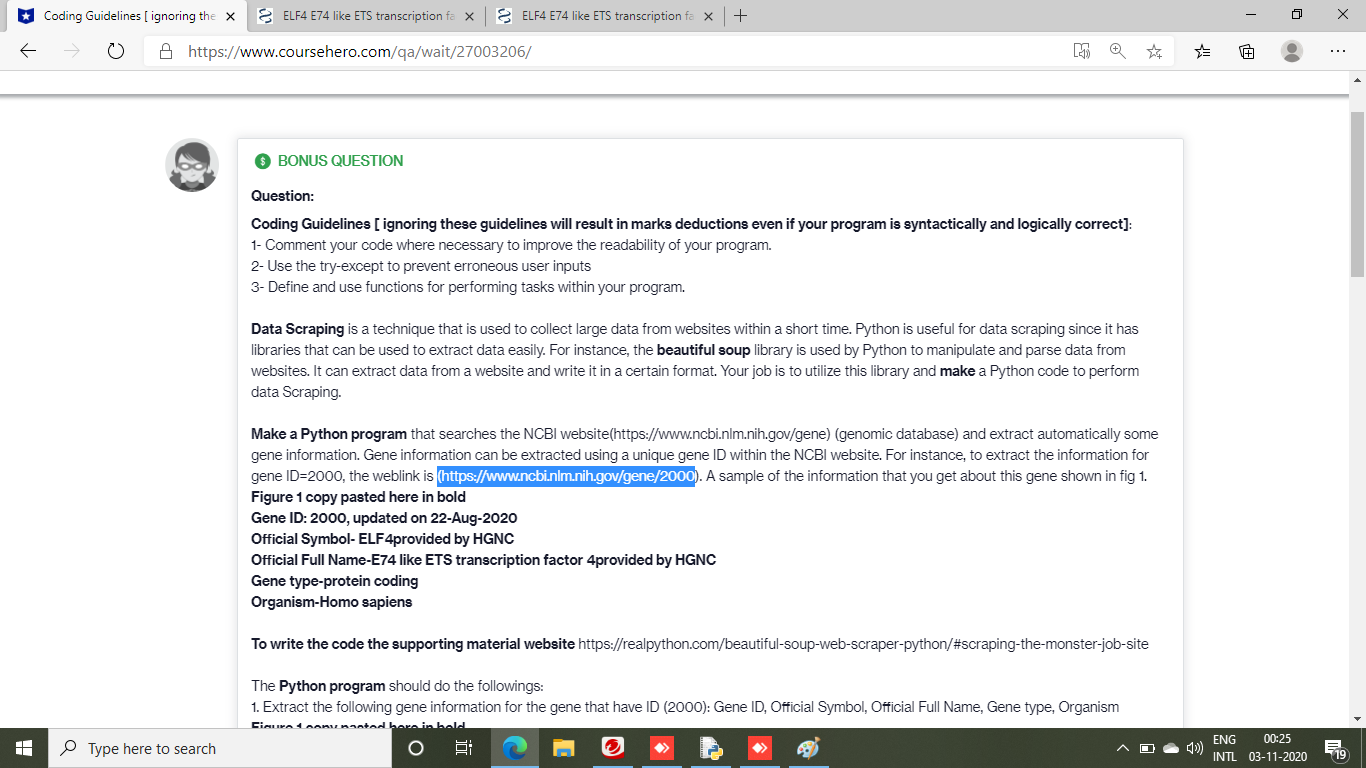 Coding Guidelines [ ignoring the
ELF4 E74 like ETS transcription fa
ELF4 E74 like ETS transcription fa
https://www.coursehero.com/qa/wait/27003206/
$ BONUS QUESTION
Question:
Coding Guidelines [ ignoring these guidelines will result in marks deductions even if your program is syntactically and logically correct]:
1- Comment your code where necessary to improve the readability of your program.
2- Use the try-except to prevent erroneous user inputs
3- Define and use functions for performing tasks within your program.
Data Scraping is a technique that is used to collect large data from websites within a short time. Python is useful for data scraping since it has
libraries that can be used to extract data easily. For instance, the beautiful soup library is used by Python to manipulate and parse data from
websites. It can extract data from a website and write it in a certain format. Your job is to utilize this library and make a Python code to perform
data Scraping.
Make a Python program that searches the NCBI website(https://www.ncbi.nlm.nih.gov/gene) (genomic database) and extract automatically some
gene information. Gene information can be extracted using a unique gene ID within the NCBI website. For instance, to extract the information for
gene ID=2000, the weblink is (https://www.ncbi.nlm.nih.gov/gene/2000). A sample of the information that you get about this gene shown in fig 1.
Figure 1 copy pasted here in bold
Gene ID: 2000, updated on 22-Aug-2020
Official Symbol- ELF4provided by HGNC
Official Full Name-E74 like ETS transcription factor 4provided by HGNC
Gene type-protein coding
Organism-Homo sapiens
To write the code the supporting material website https://realpython.com/beautiful-soup-web-scraper-python/#scraping-the-monster-job-site
The Python program should do the followings:
1. Extract the following gene information for the gene that have ID (2000): Gene ID, Official Symbol, Official Full Name, Gene type, Organism
Figure 1 copy pasted here in bold
Type here to search
ENG
INTL
00:25
03-11-2020
19